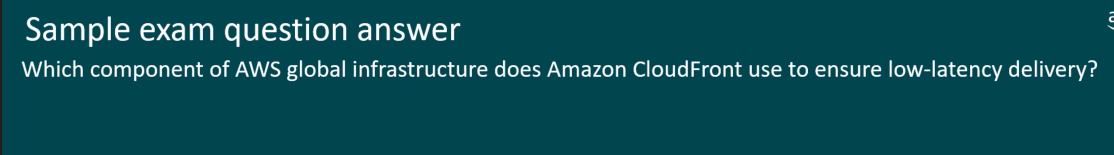 Sample exam question answer
Which component of AWS global infrastructure does Amazon CloudFront use to ensure low-latency delivery?